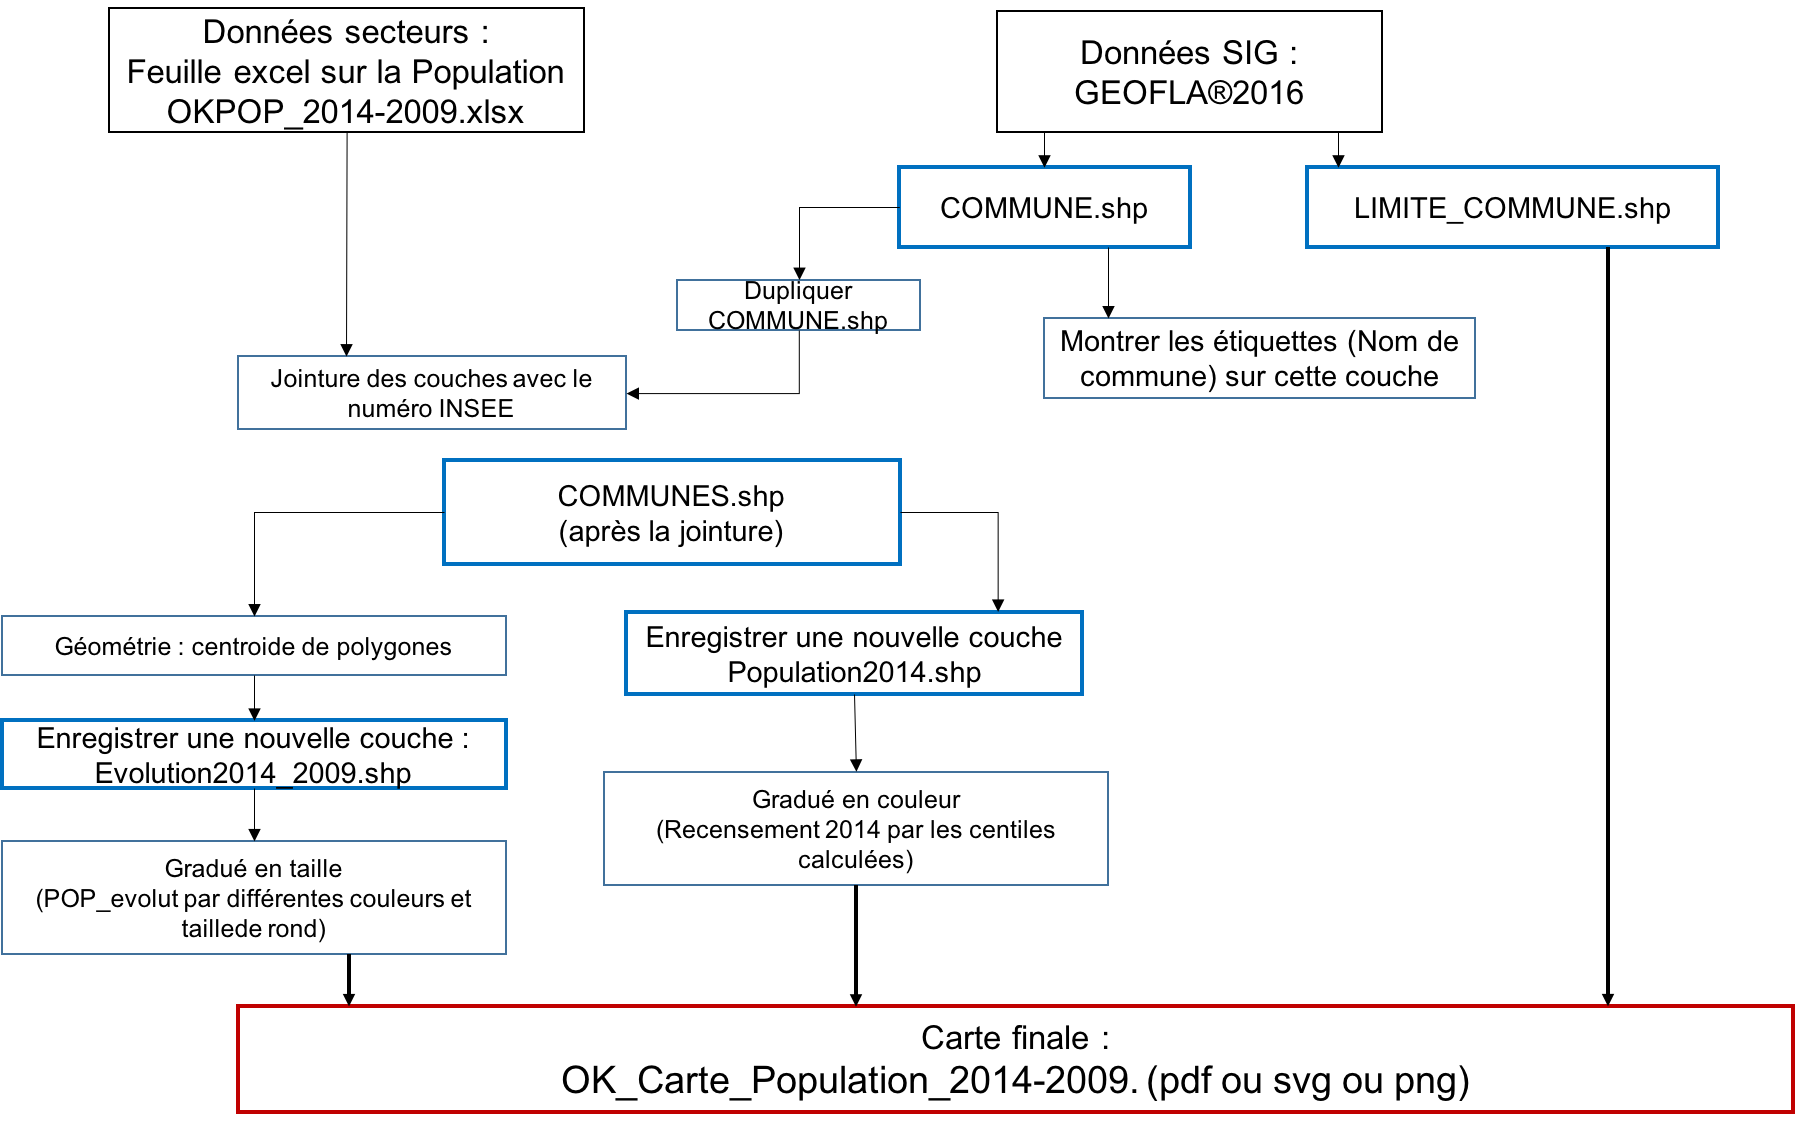 Données secteurs :
Feuille excel sur la Population
OKPOP_2014-2009.xlsx
Données SIG :
GEOFLA®2016
COMMUNE.shp
LIMITE_COMMUNE.shp
Dupliquer
COMMUNE.shp
Montrer les étiquettes (Nom de
commune) sur cette couche
Jointure des couches avec le
numéro INSEE
COMMUNES.shp
(après la jointure)
Géométrie : centroide de polygones
Enregistrer une nouvelle couche
Population2014.shp
Enregistrer une nouvelle couche :
Evolution2014_2009.shp
Gradué en couleur
(Recensement 2014 par les centiles
calculées)
Gradué en taille
(POP_evolut par différentes couleurs et
taillede rond)
Carte finale :
OK_Carte_Population_2014-2009. (pdf ou svg ou png)